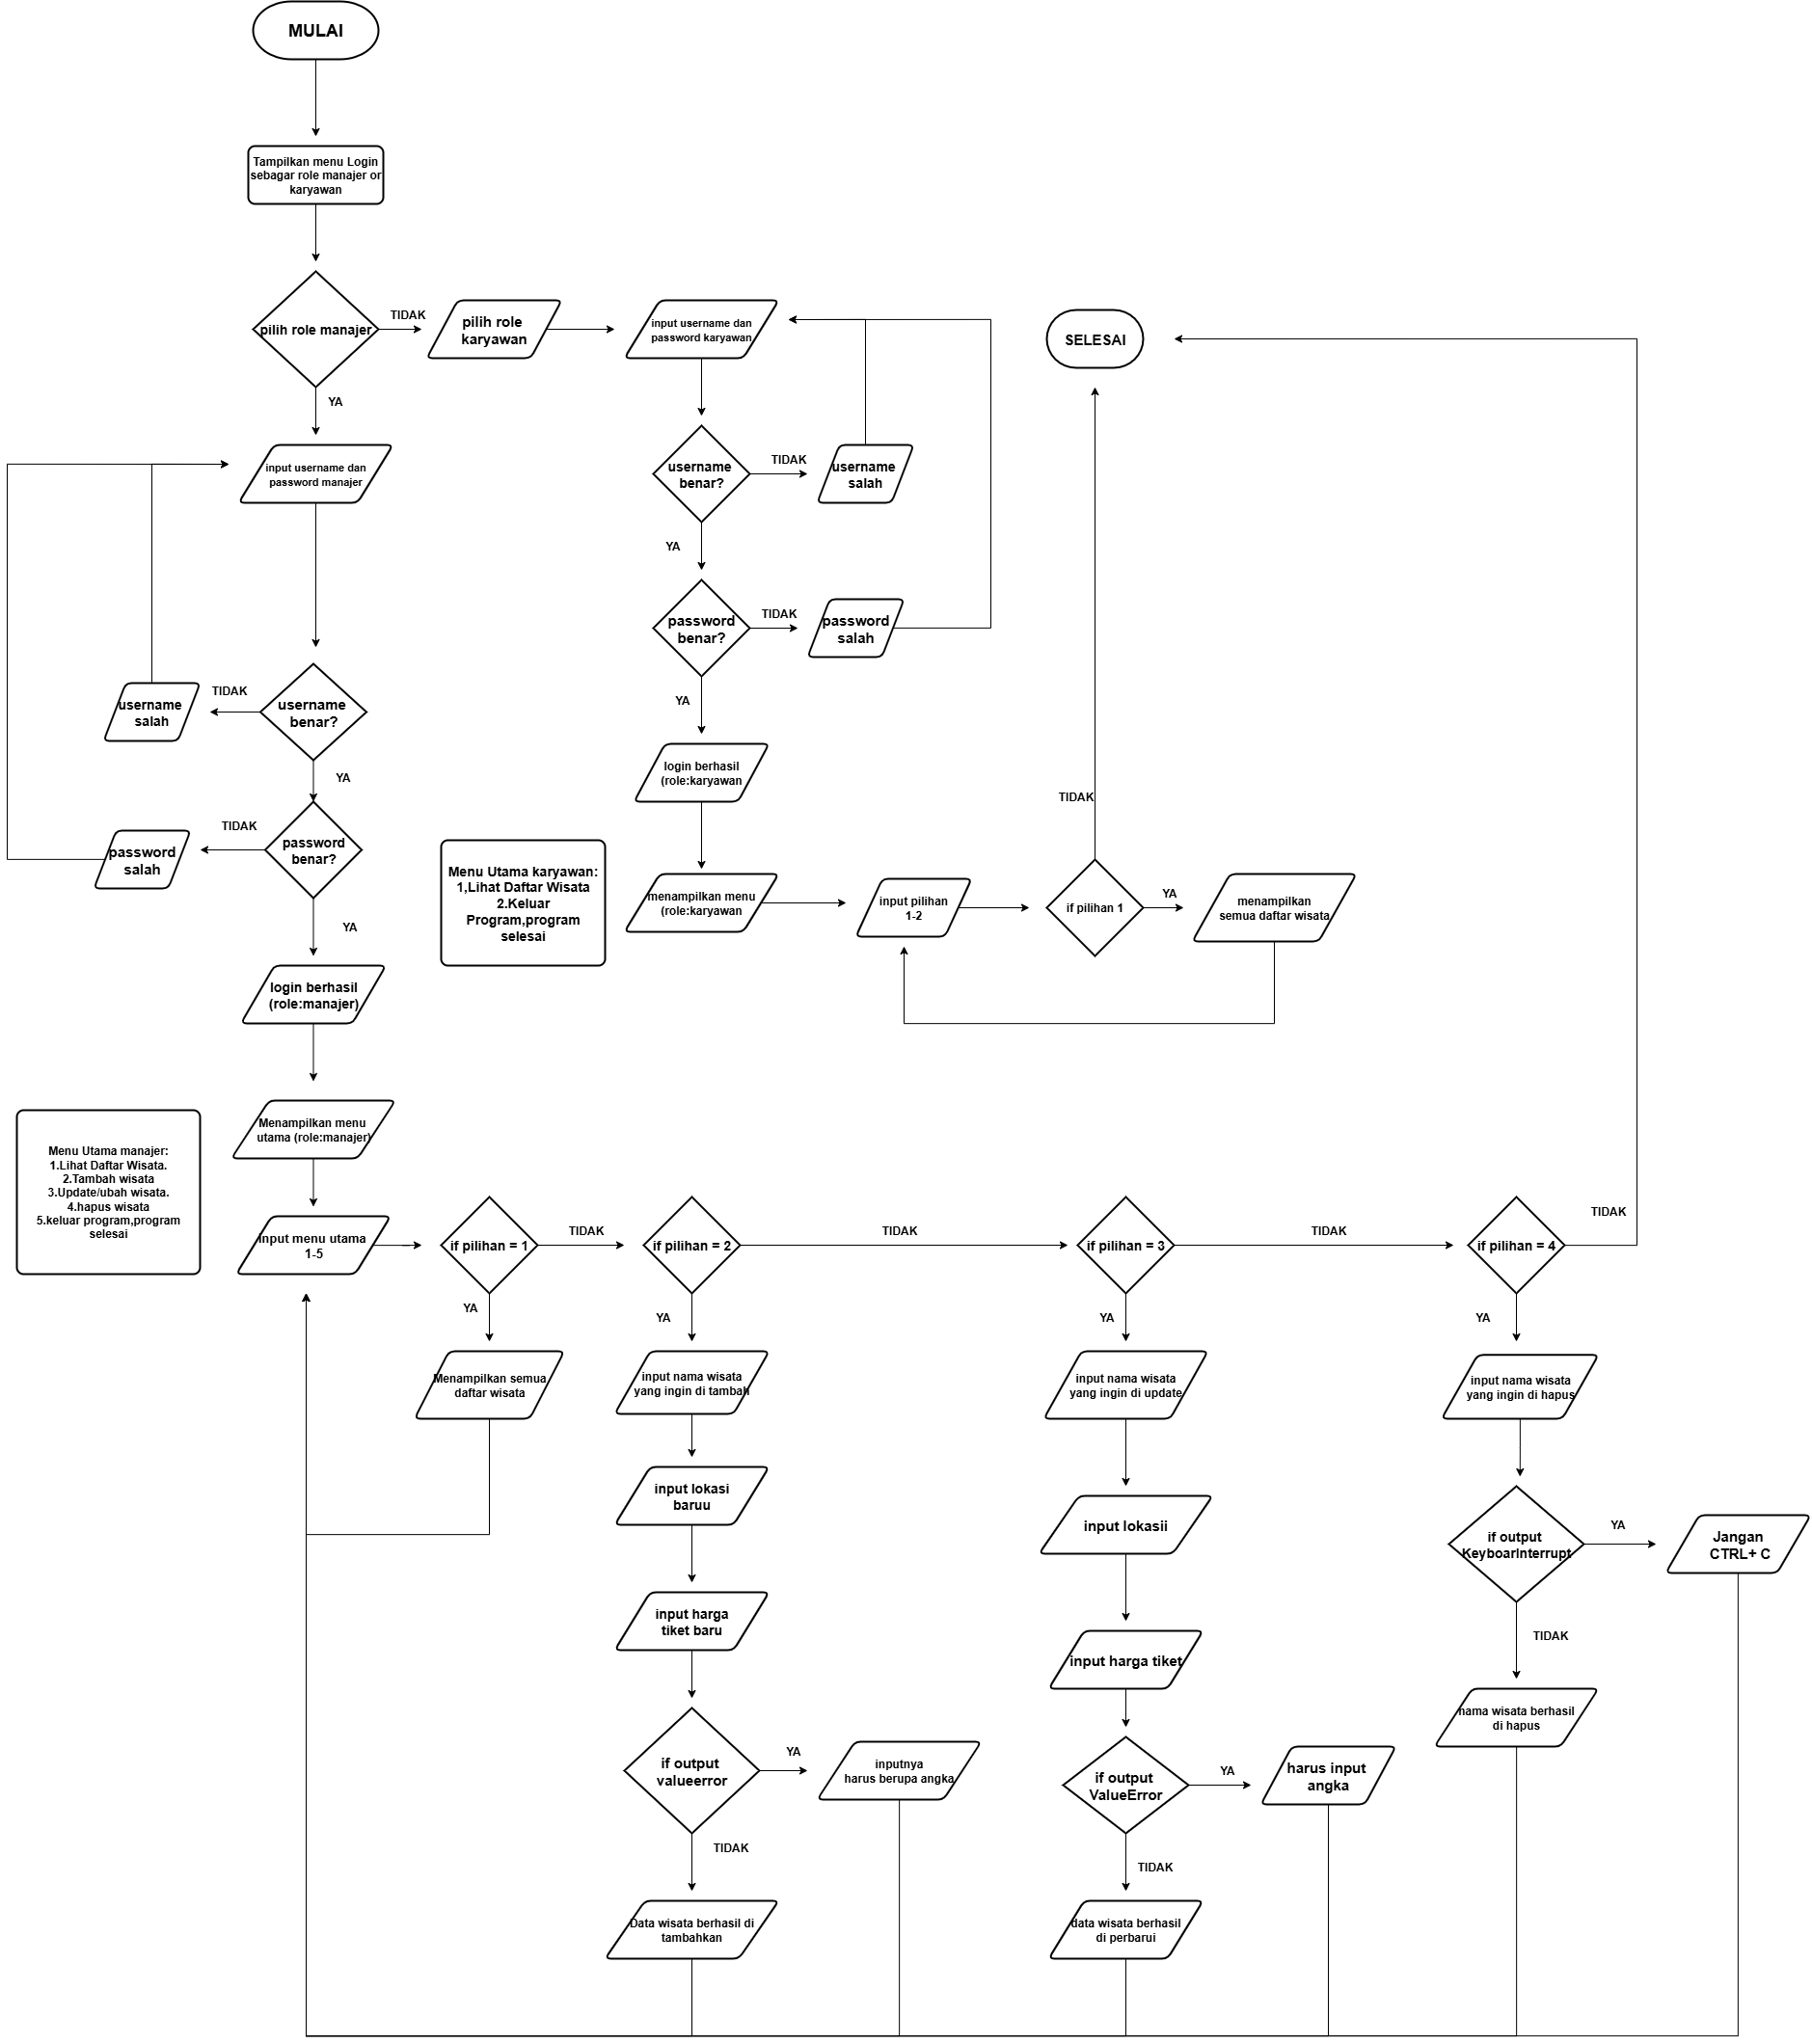 MULAI
Tampilkan menu Login
sebagar role manajer or
karyawan
pilih role manajer
TIDAK
pilih role
karyawan
input username dan
password karyawan
SELESAI
YA
input username dan
password manajer
username
benar?
TIDAK
username
salah
YA
password
benar?
TIDAK
password
salah
YA
username
benar?
TIDAK
username
salah
YA
login berhasil
(role:karyawan
password
benar?
TIDAK
password
salah
YA
Menu Utama karyawan:
1,Lihat Daftar Wisata
2.Keluar
Program,program
selesai
menampilkan menu
(role:karyawan
input pilihan
1-2
TIDAK
if pilihan 1
YA
menampilkan
semua daftar wisata
login berhasil
(role:manajer)
Menampilkan menu
utama (role:manajer)
Menu Utama manajer:
1.Lihat Daftar Wisata.
2.Tambah wisata
3.Update/ubah wisata.
4.hapus wisata
5.keluar program,program
selesai
Input menu utama
1-5
if pilihan = 1
TIDAK
if pilihan = 2
TIDAK
if pilihan = 3
TIDAK
if pilihan = 4
TIDAK
YA
YA
YA
YA
Menampilkan semua
daftar wisata
input nama wisata
yang ingin di tambah
input nama wisata
yang ingin di update
input nama wisata
yang ingin di hapus
input lokasi
baruu
input lokasii
if output
KeyboarInterrupt
YA
Jangan
CTRL+ C
input harga
tiket baru
input harga tiket
TIDAK
nama wisata berhasil
di hapus
if output
valueerror
YA
inputnya
harus berupa angka
if output
ValueError
YA
harus input
angka
TIDAK
TIDAK
Data wisata berhasil di
tambahkan
data wisata berhasil
di perbarui